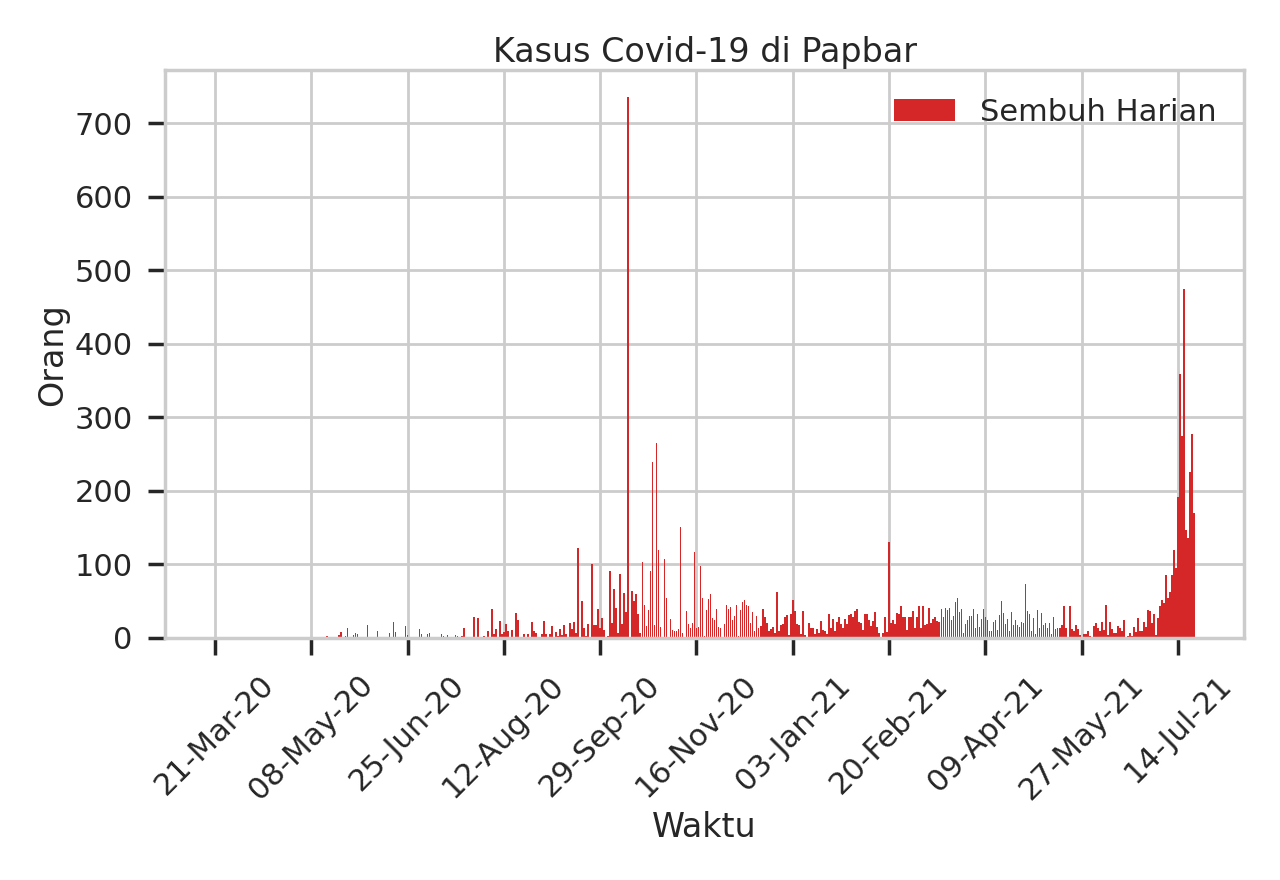 Kasus Covid-19 di Papbar
Sembuh Harian
Orang
700
600
500
400
300
200
100
0
21-Mar-20
08-May-20
25-Jun-20
12-Aug-20
29-Sep-20
16-Nov-20
03-Jan-21
20-Feb-21
09-Apr-21
27-May-21
14-Jul-21
Waktu